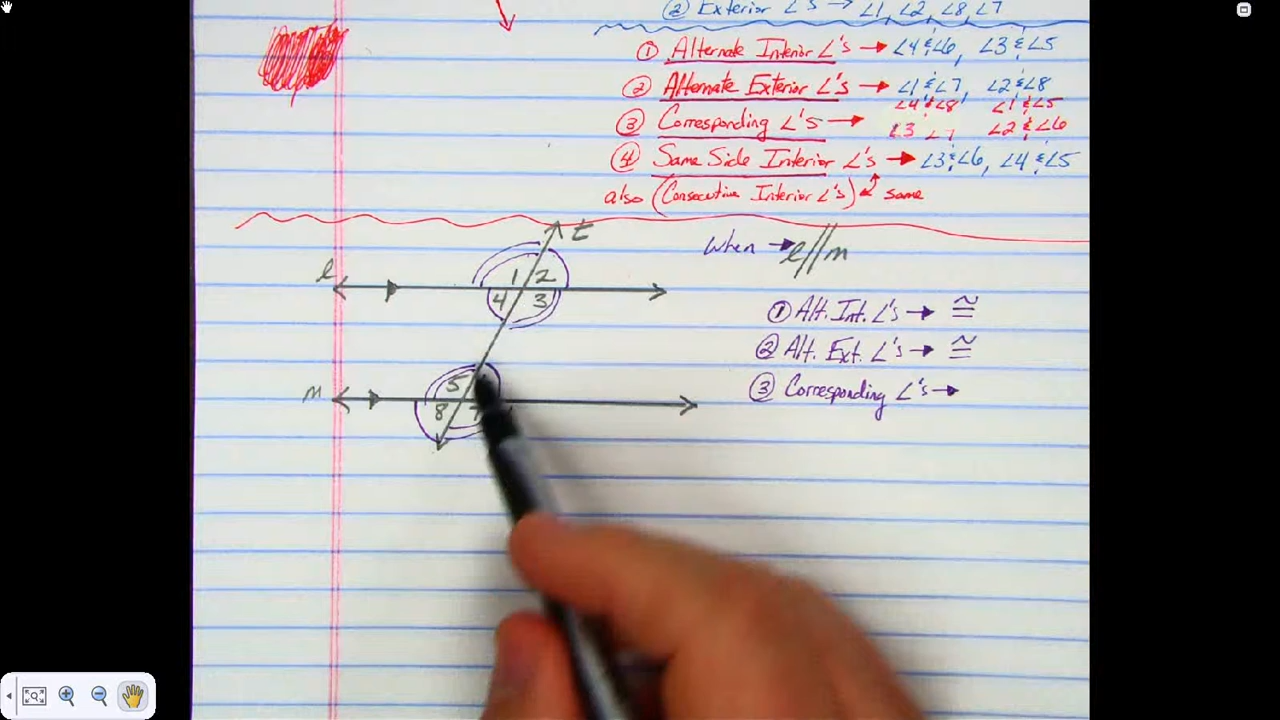 ② Exterior ∠'s → ∠1, ∠2, ∠8, ∠7
① Alternate Interior ∠'s → ∠4 & ∠6, ∠3 & ∠5
② Alternate Exterior ∠'s → ∠1 & ∠7, ∠2 & ∠8
∠4 & ∠8 ∠1 & ∠5
③ Corresponding ∠'s → ∠3 ∠7 ∠2 & ∠6
④ Same Side Interior ∠'s → ∠3 & ∠6, ∠4 & ∠5
also (Consecutive Interior ∠'s) same
t
When → l//m
l
1 2
4 3
① Alt. Int. ∠'s → ≅
② Alt. Ext. ∠'s → ≅
③ Corresponding ∠'s →
m
5
8 7